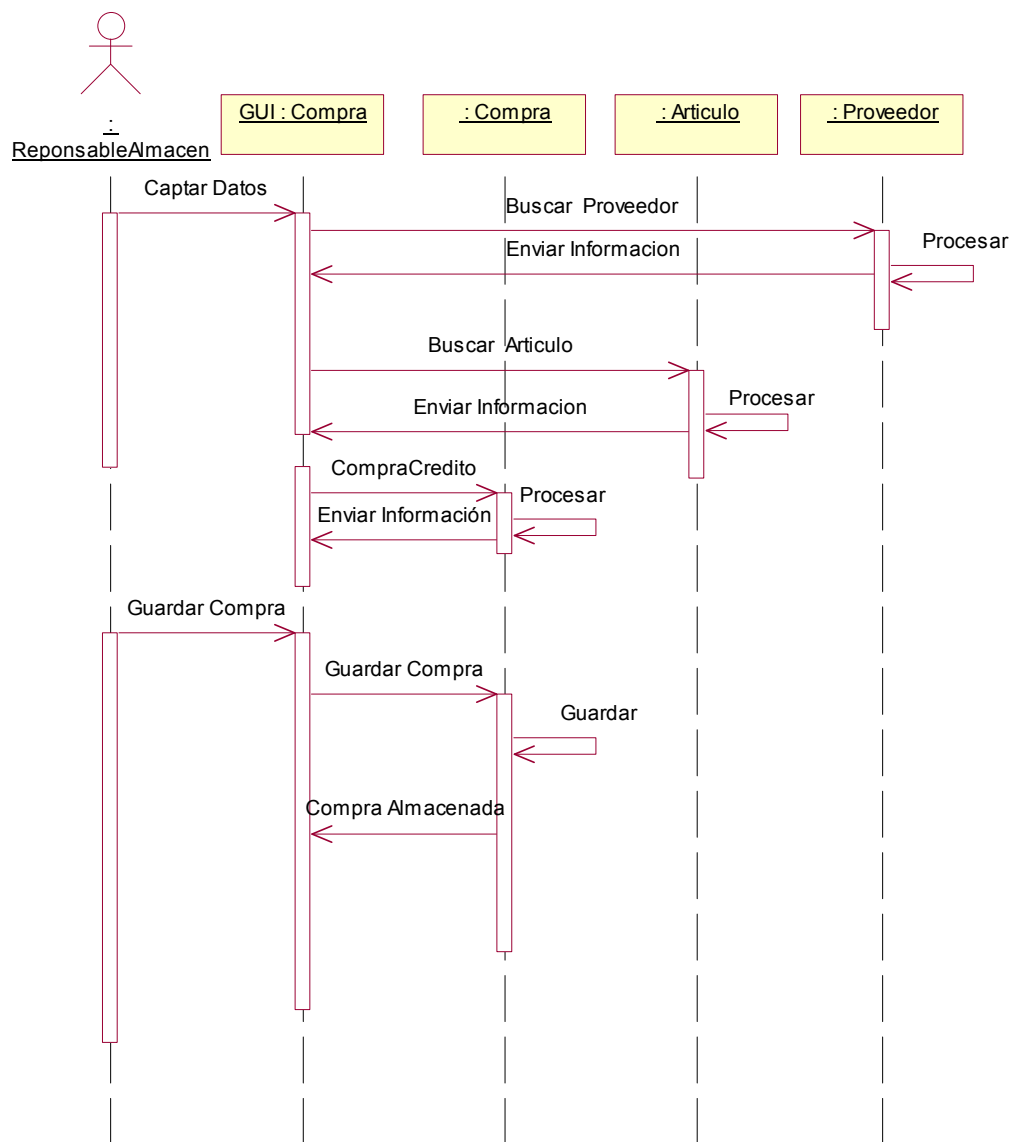 :
ReponsableAlmacen
GUI : Compra
: Compra
: Articulo
: Proveedor
Captar Datos
Buscar Proveedor
Procesar
Enviar Informacion
Buscar Articulo
Procesar
Enviar Informacion
CompraCredito
Procesar
Enviar Información
Guardar Compra
Guardar Compra
Guardar
Compra Almacenada